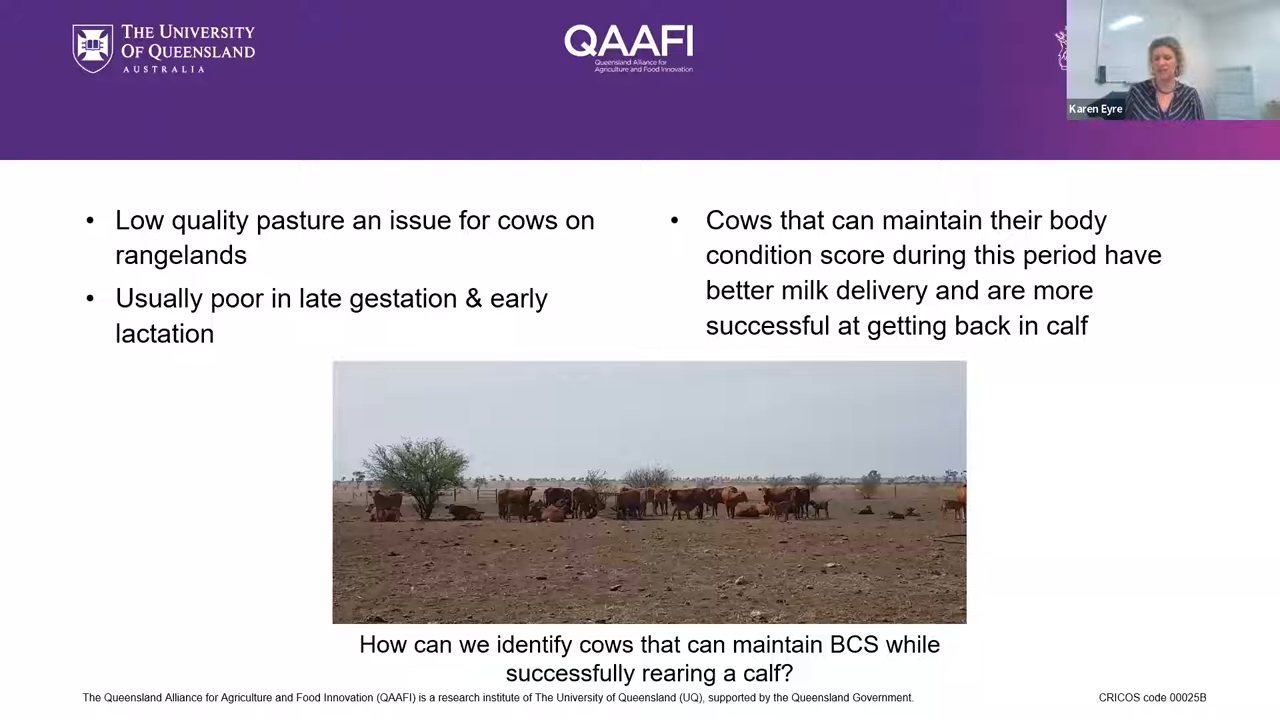 THE UNIVERSITY
OF QUEENSLAND
AUSTRALIA
QAAFI
Queensland Alliance for
Agriculture and Food Innovation
Karen Eyre
• Low quality pasture an issue for cows on
rangelands
• Usually poor in late gestation & early
lactation
• Cows that can maintain their body
condition score during this period have
better milk delivery and are more
successful at getting back in calf
How can we identify cows that can maintain BCS while
successfully rearing a calf?
The Queensland Alliance for Agriculture and Food Innovation (QAAFI) is a research institute of The University of Queensland (UQ), supported by the Queensland Government.
CRICOS code 00025B